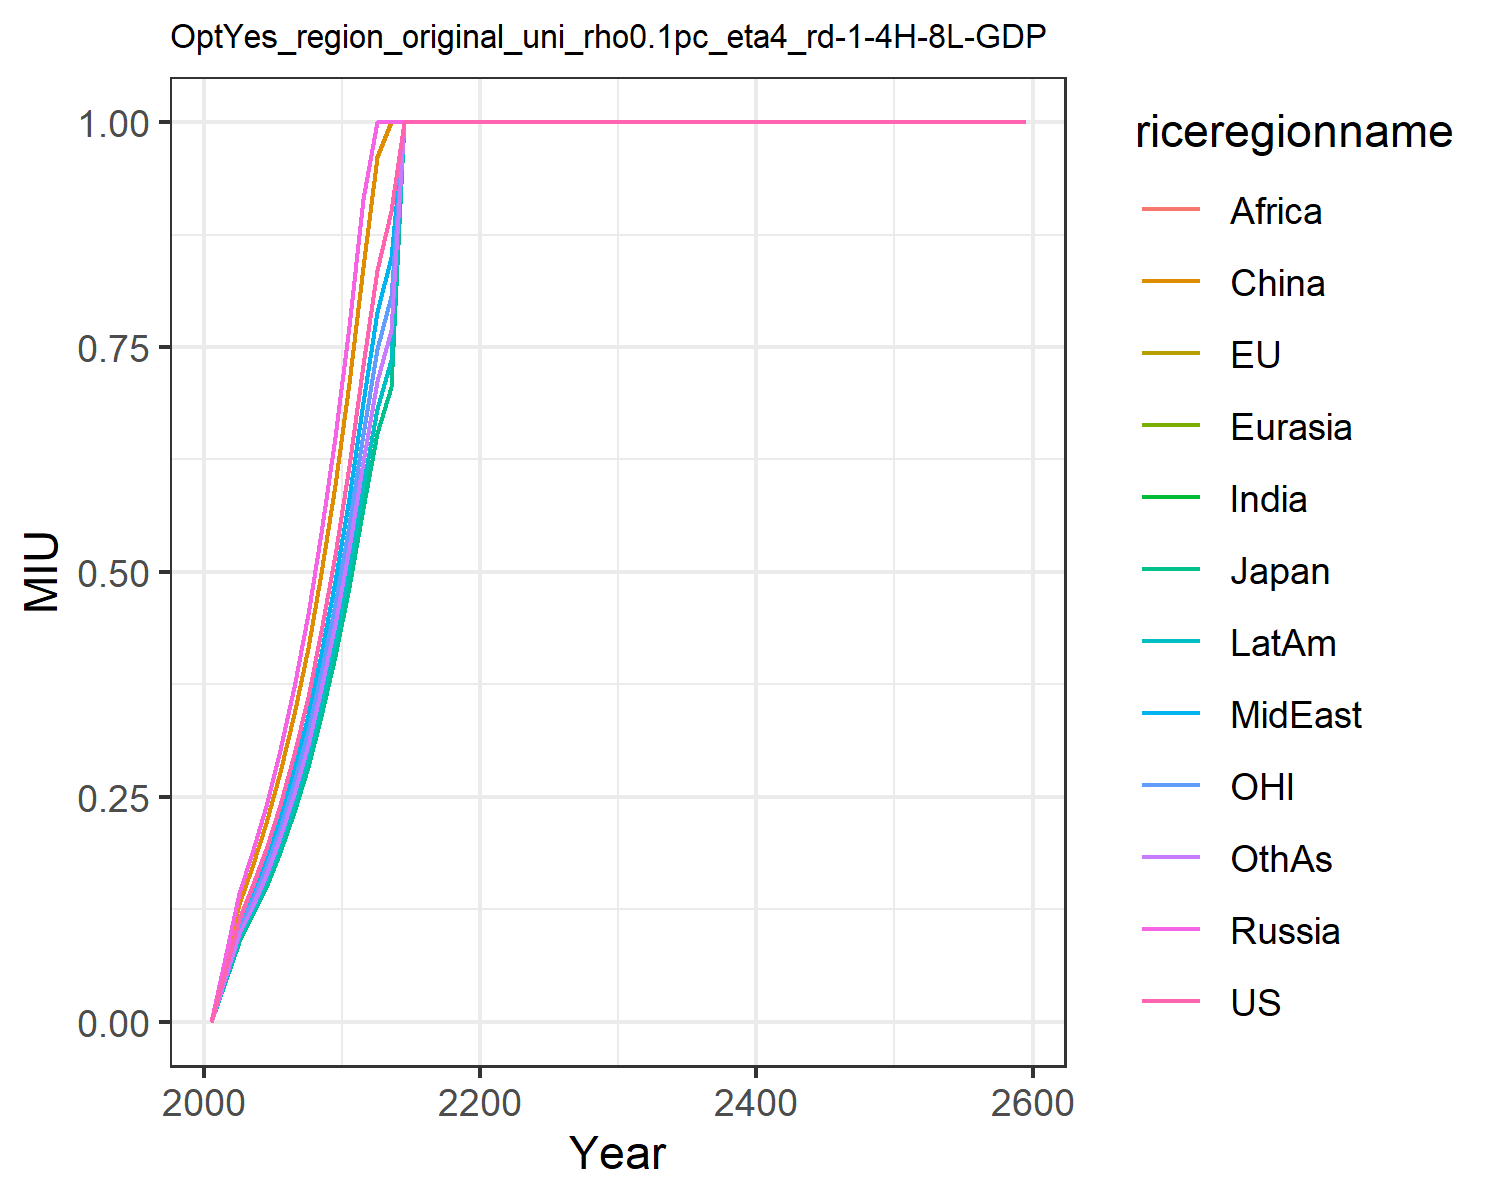 OptYes_region_original_uni_rho0.1pc_eta4_rd-1-4H-8L-GDP
1.00
0.75
0.50
0.25
0.00
MIU
2000 2200 2400 2600
Year
riceregionname
Africa
China
EU
Eurasia
India
Japan
LatAm
MidEast
OHI
OthAs
Russia
US